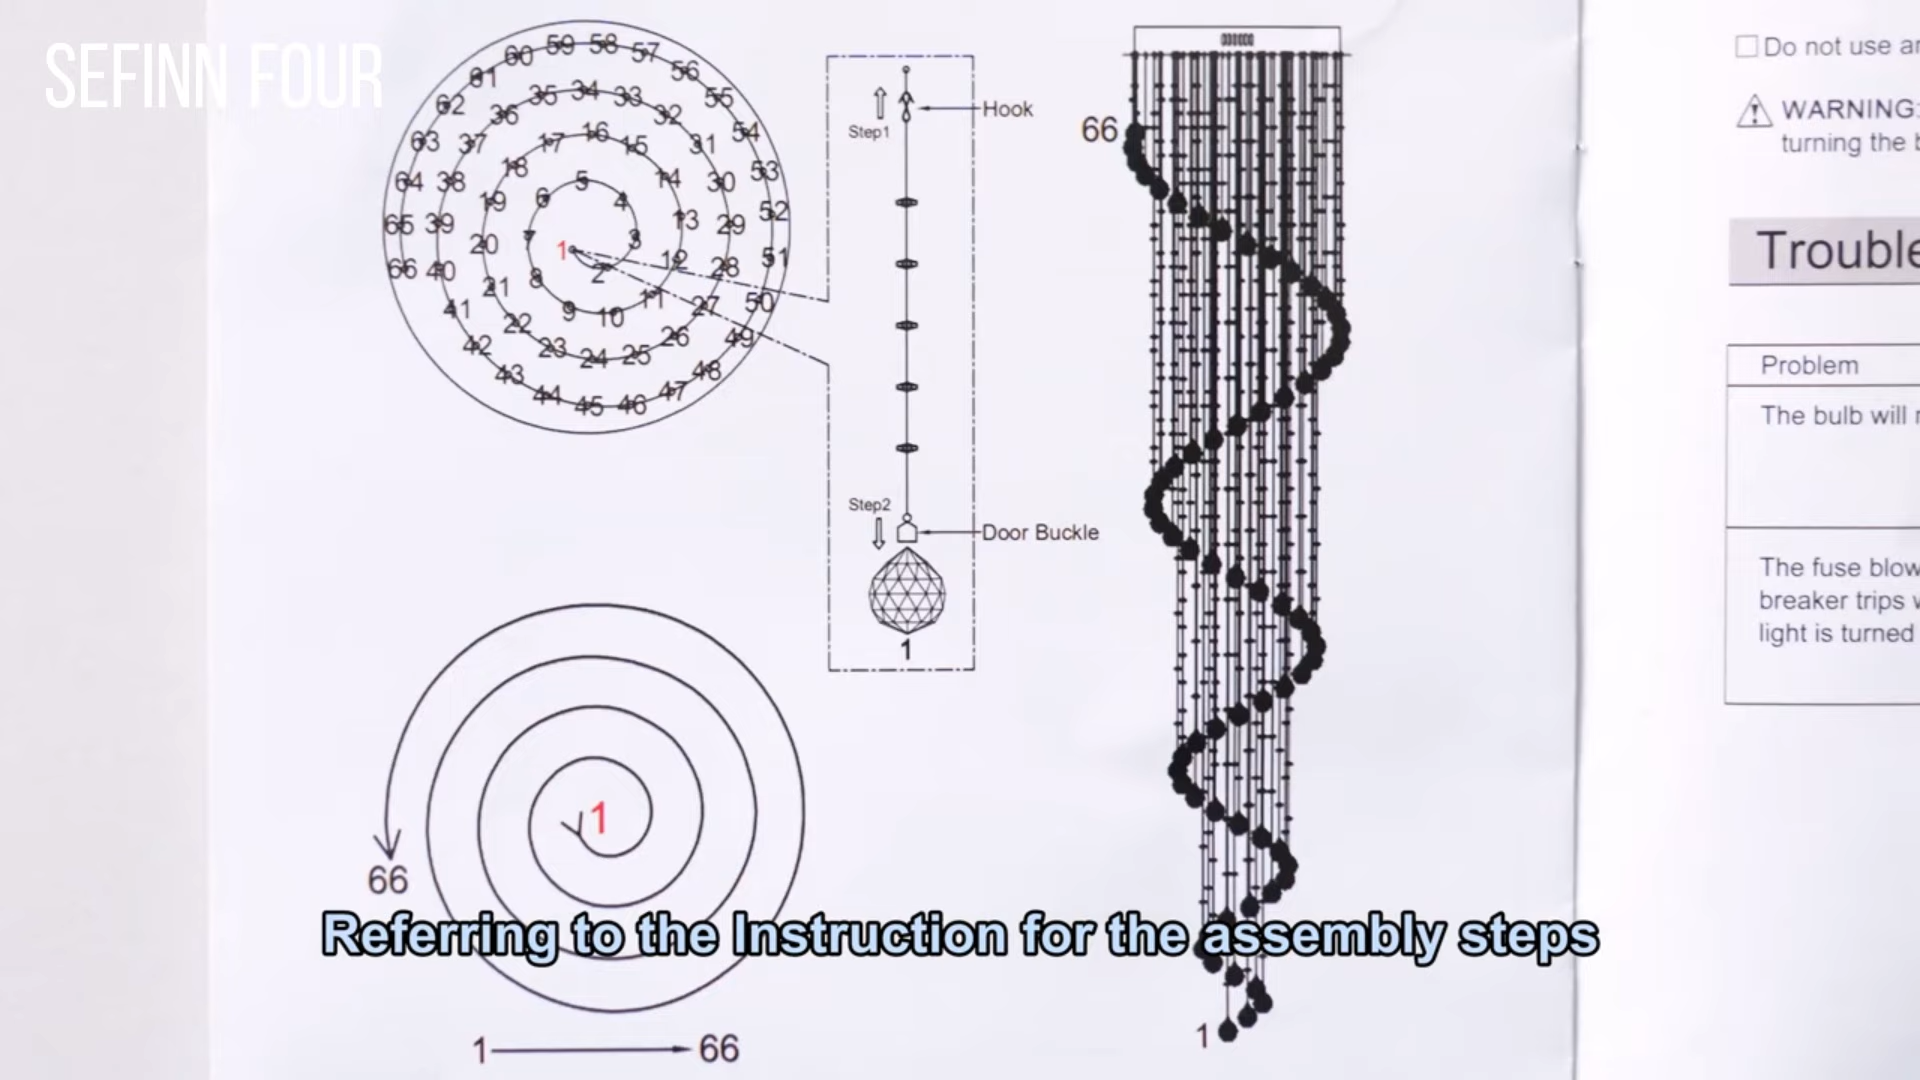 SEFINN FOUR
59 58
60 57
61 56
62 35 34 33 55
36 32
63 37 17 16 15 31 54
64 38 18 5 14 30 53
19 6 4
65 39 20 7 3 13 29 52
1
66 40 8 2 12 28 51
21 11
41 9 10 27 50
22 26
42 23 24 25 49
43 48
44 45 46 47
Hook
Step1
Step2
Door Buckle
1
66
1
1
66
1 66
Do not use
WARNING:
turning the
Trouble
Problem
The bulb will
The fuse blow
breaker trips
light is turned
Referring to the Instruction for the assembly steps